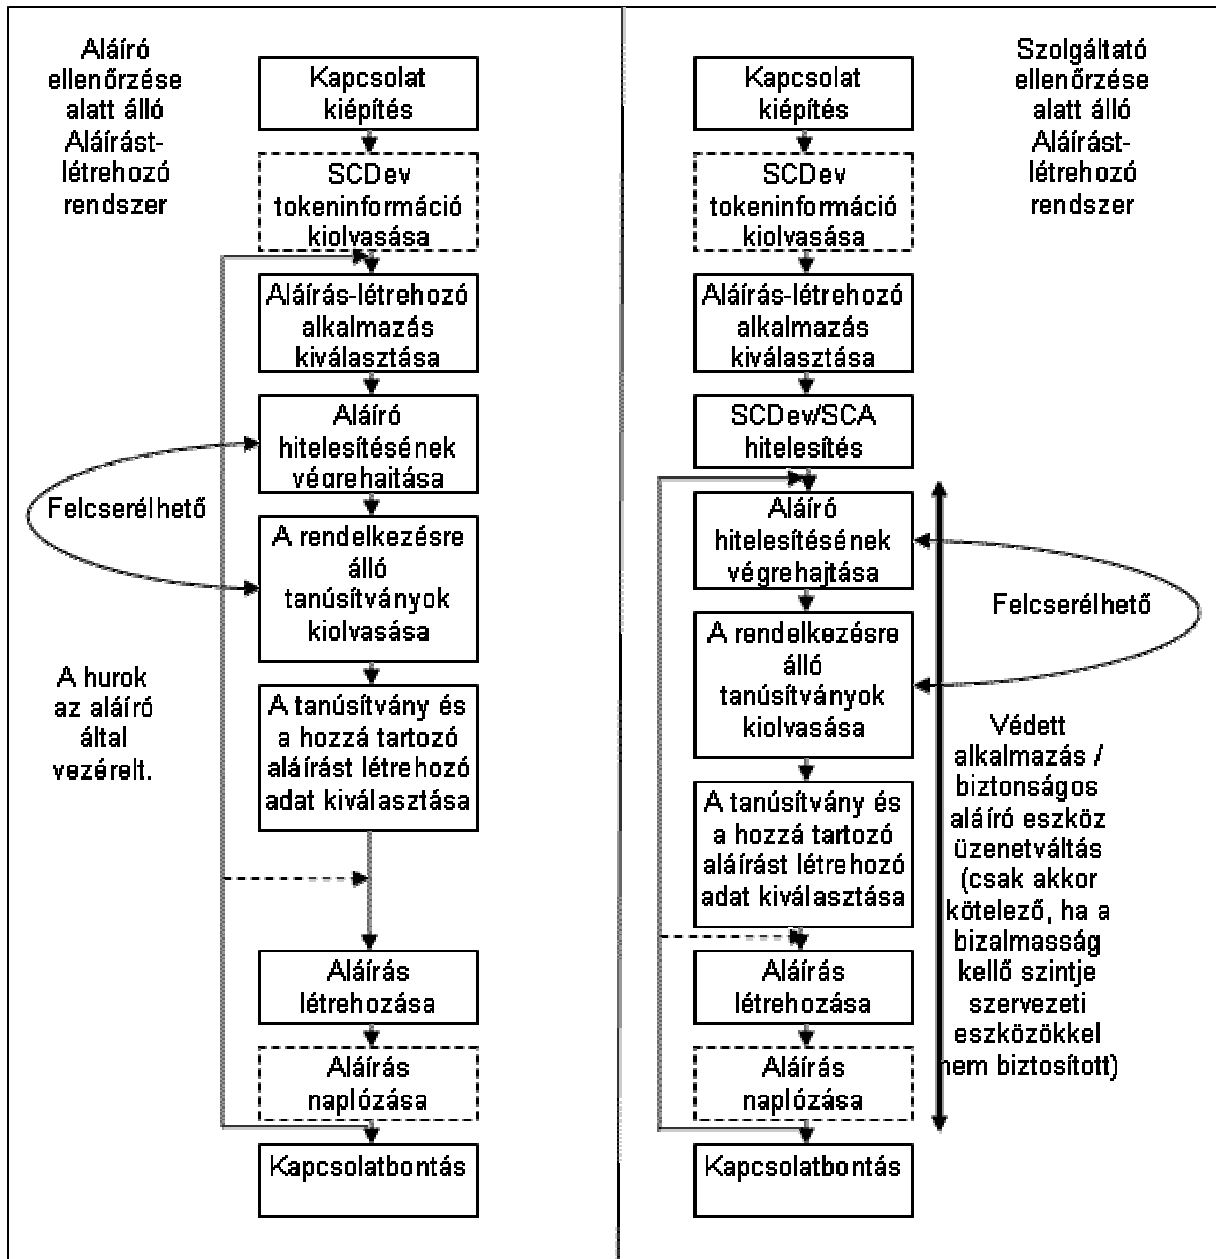 Aláíró
ellenőrzése
alatt álló
Aláírást-
létrehozó
rendszer
Kapcsolat
kiépítés
SCDev
tokeninformáció
kiolvasása
Aláírás-létrehozó
alkalmazás
kiválasztása
Aláíró
hitelesítésének
végrehajtása
Felcserélhető
A rendelkezésre
álló
tanúsítványok
kiolvasása
A hurok
az aláíró
által
vezérelt.
A tanúsítvány és
a hozzá tartozó
aláírást létrehozó
adat kiválasztása
Aláírás
létrehozása
Aláírás
naplózása
Kapcsolatbontás
Szolgáltató
ellenőrzése
alatt álló
Aláírást-
létrehozó
rendszer
Kapcsolat
kiépítés
SCDev
tokeninformáció
kiolvasása
Aláírás-létrehozó
alkalmazás
kiválasztása
SCDev/SCA
hitelesítés
Aláíró
hitelesítésének
végrehajtása
Felcserélhető
A rendelkezésre
álló
tanúsítványok
kiolvasása
A tanúsítvány és
a hozzá tartozó
aláírást létrehozó
adat kiválasztása
Védett
alkalmazás /
biztonságos
aláíró eszköz
üzenetváltás
(csak akkor
kötelező, ha a
bizalmasság
kellő szintje
szervezeti
eszközökkel
nem biztosított)
Aláírás
létrehozása
Aláírás
naplózása
Kapcsolatbontás